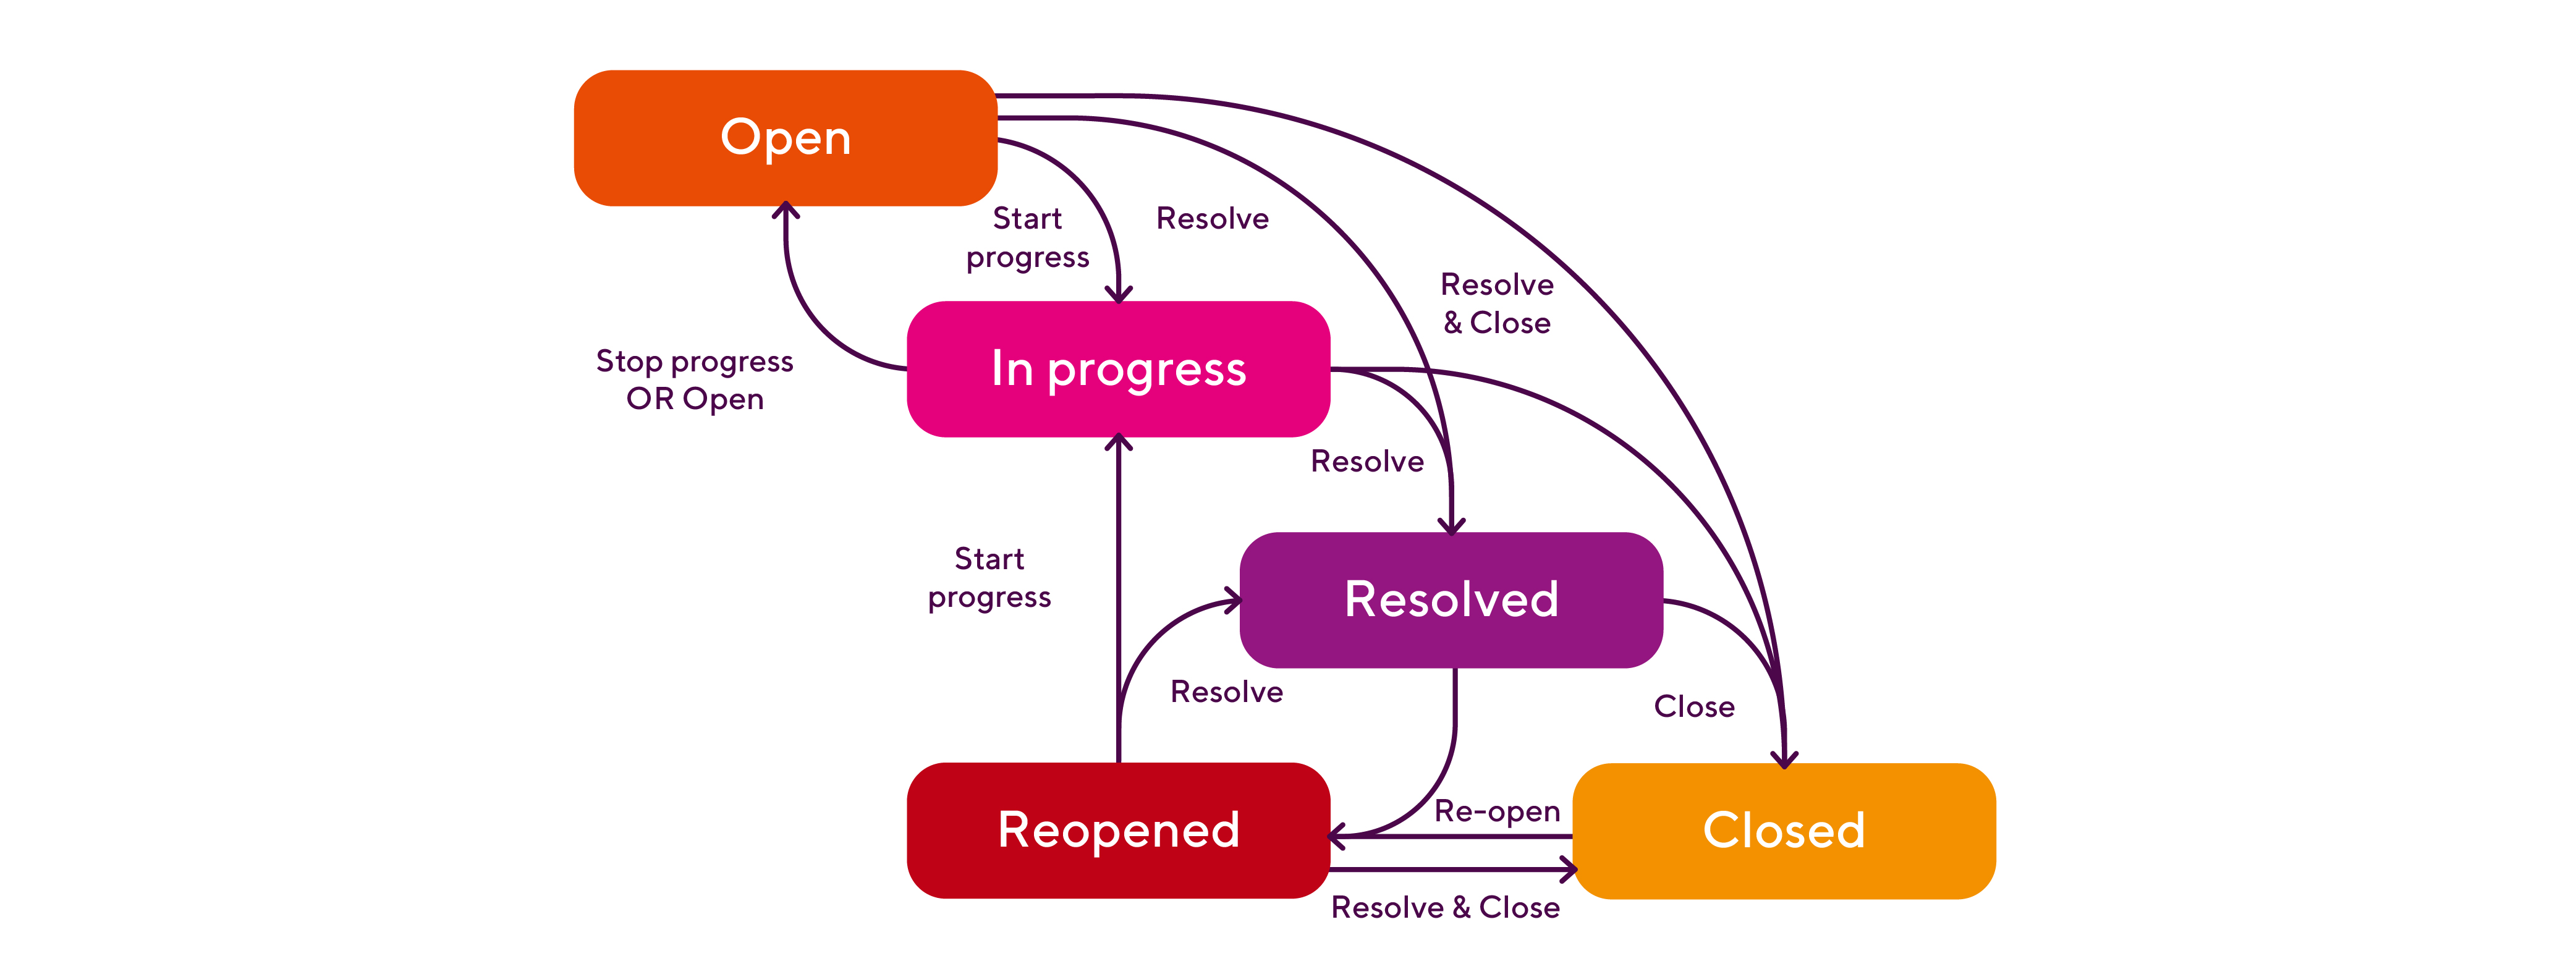 Open
Start
progress
Resolve
Resolve
& Close
In progress
Stop progress
OR Open
Resolve
Start
progress
Resolved
Resolve
Close
Reopened
Re-open
Closed
Resolve & Close